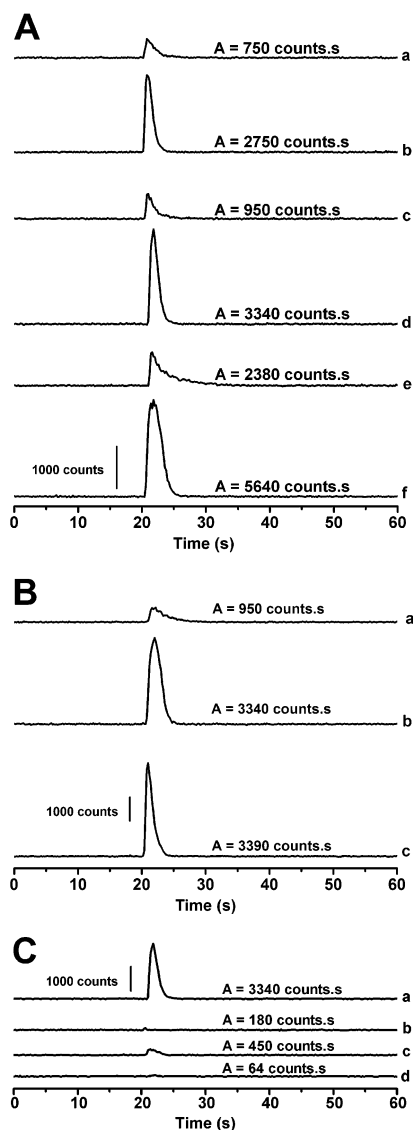 A
A = 750 counts.s
a
A = 2750 counts.s
b
A = 950 counts.s
c
A = 3340 counts.s
d
A = 2380 counts.s
e
1000 counts
A = 5640 counts.s
f
0 10 20 30 40 50 60
Time (s)
B
A = 950 counts.s
a
A = 3340 counts.s
b
1000 counts
A = 3390 counts.s
c
0 10 20 30 40 50 60
Time (s)
C
1000 counts
A = 3340 counts.s
a
A = 180 counts.s
b
A = 450 counts.s
c
A = 64 counts.s
d
0 10 20 30 40 50 60
Time (s)